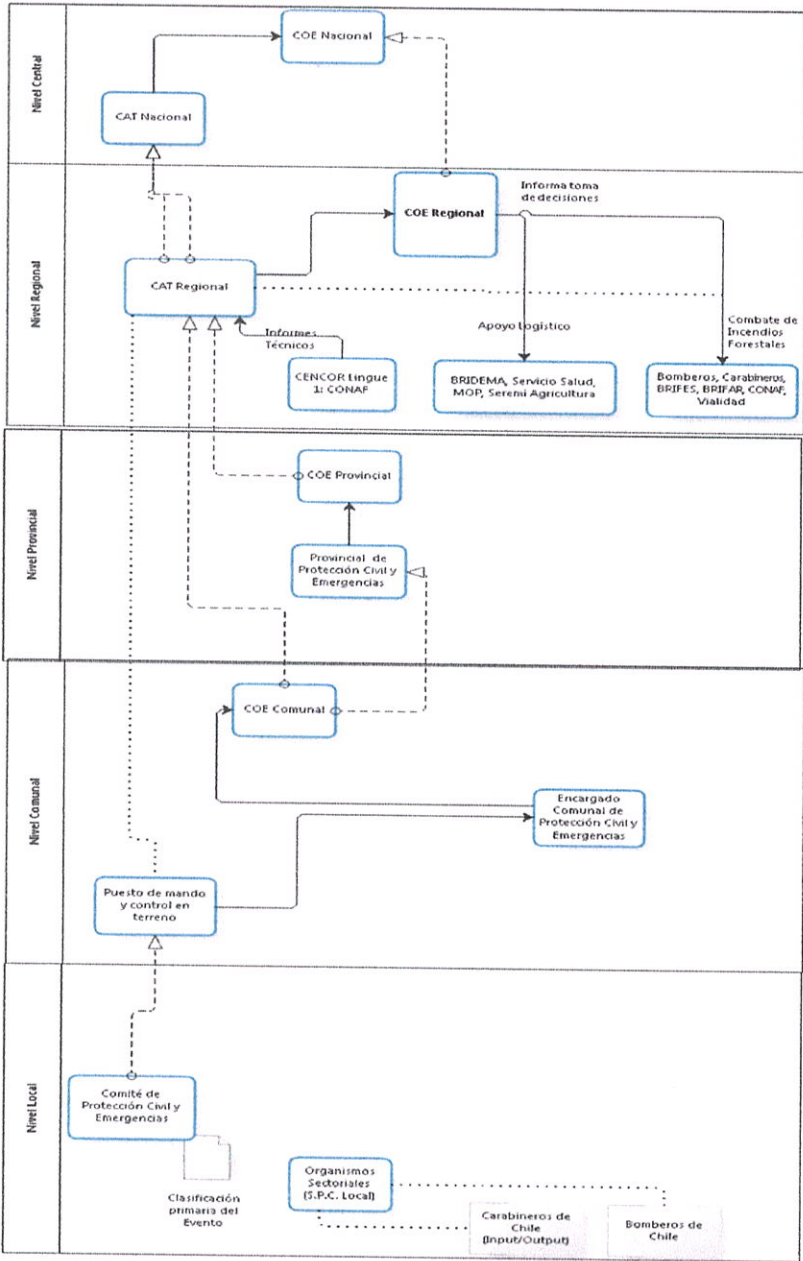 Nivel Central
COE Nacional
CAT Nacional
Nivel Regional
COE Regional
Informa toma
de decisiones
CAT Regional
Informes
Técnicos
Apoyo Logístico
Combate de
Incendios
Forestales
CENCOR Lingue
1: CONAF
BRIDEMA, Servicio Salud,
MOP, Seremi Agricultura
Bomberos, Carabineros,
BRIFES, BRIFAR, CONAF,
Vialidad
Nivel Provincial
COE Provincial
Provincial de
Protección Civil y
Emergencias
Nivel Comunal
COE Comunal
Encargado
Comunal de
Protección Civil y
Emergencias
Puesto de mando
y control en
terreno
Nivel Local
Comité de
Protección Civil y
Emergencias
Clasificación
primaria del
Evento
Organismos
Sectoriales
(S.P.C. Local)
Carabineros de
Chile
(Input/Output)
Bomberos de
Chile